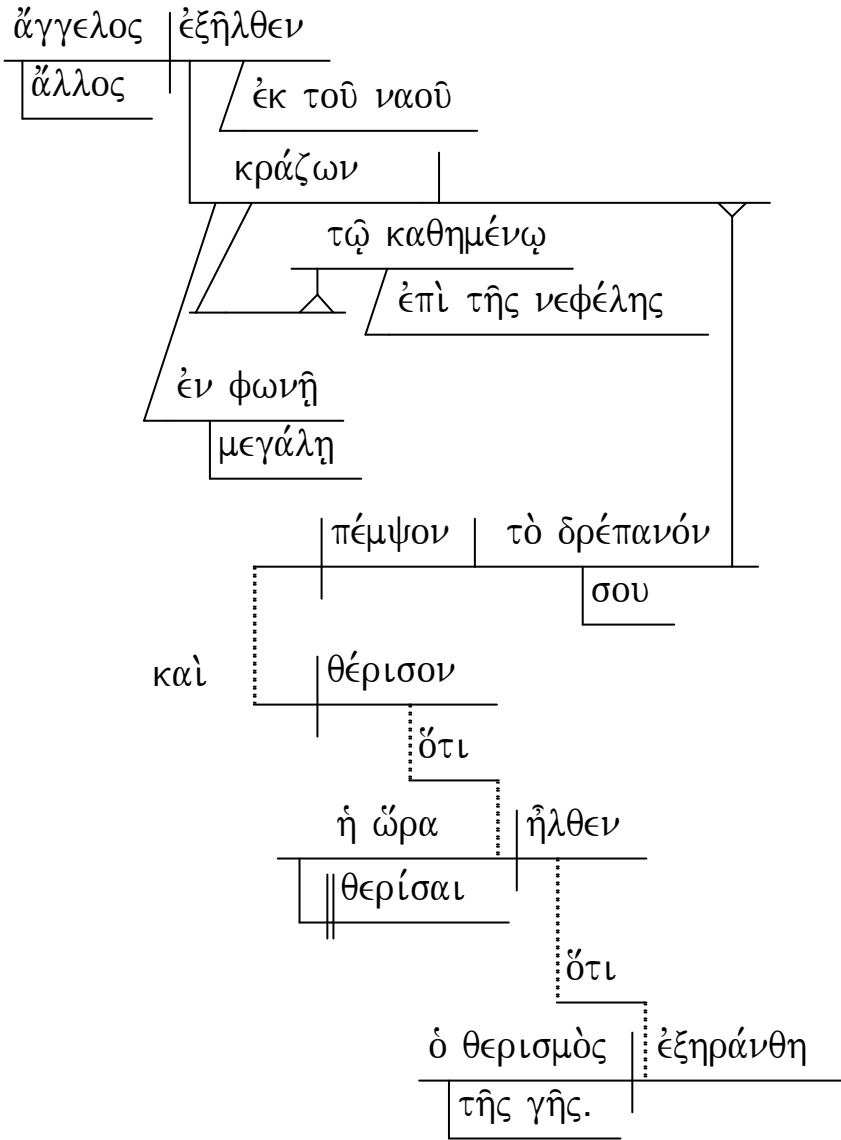 ἄγγελος ἐξῆλθεν
ἄλλος
ἐκ τοῦ ναοῦ
κράζων
τῷ καθημένῳ
ἐπὶ τῆς νεφέλης
ἐν φωνῇ
μεγάλῃ
πέμψον τὸ δρέπανόν
σου
καὶ
θέρισον
ὅτι
ἡ ὥρα ἦλθεν
θερίσαι
ὅτι
ὁ θερισμὸς ἐξηράνθη
τῆς γῆς.